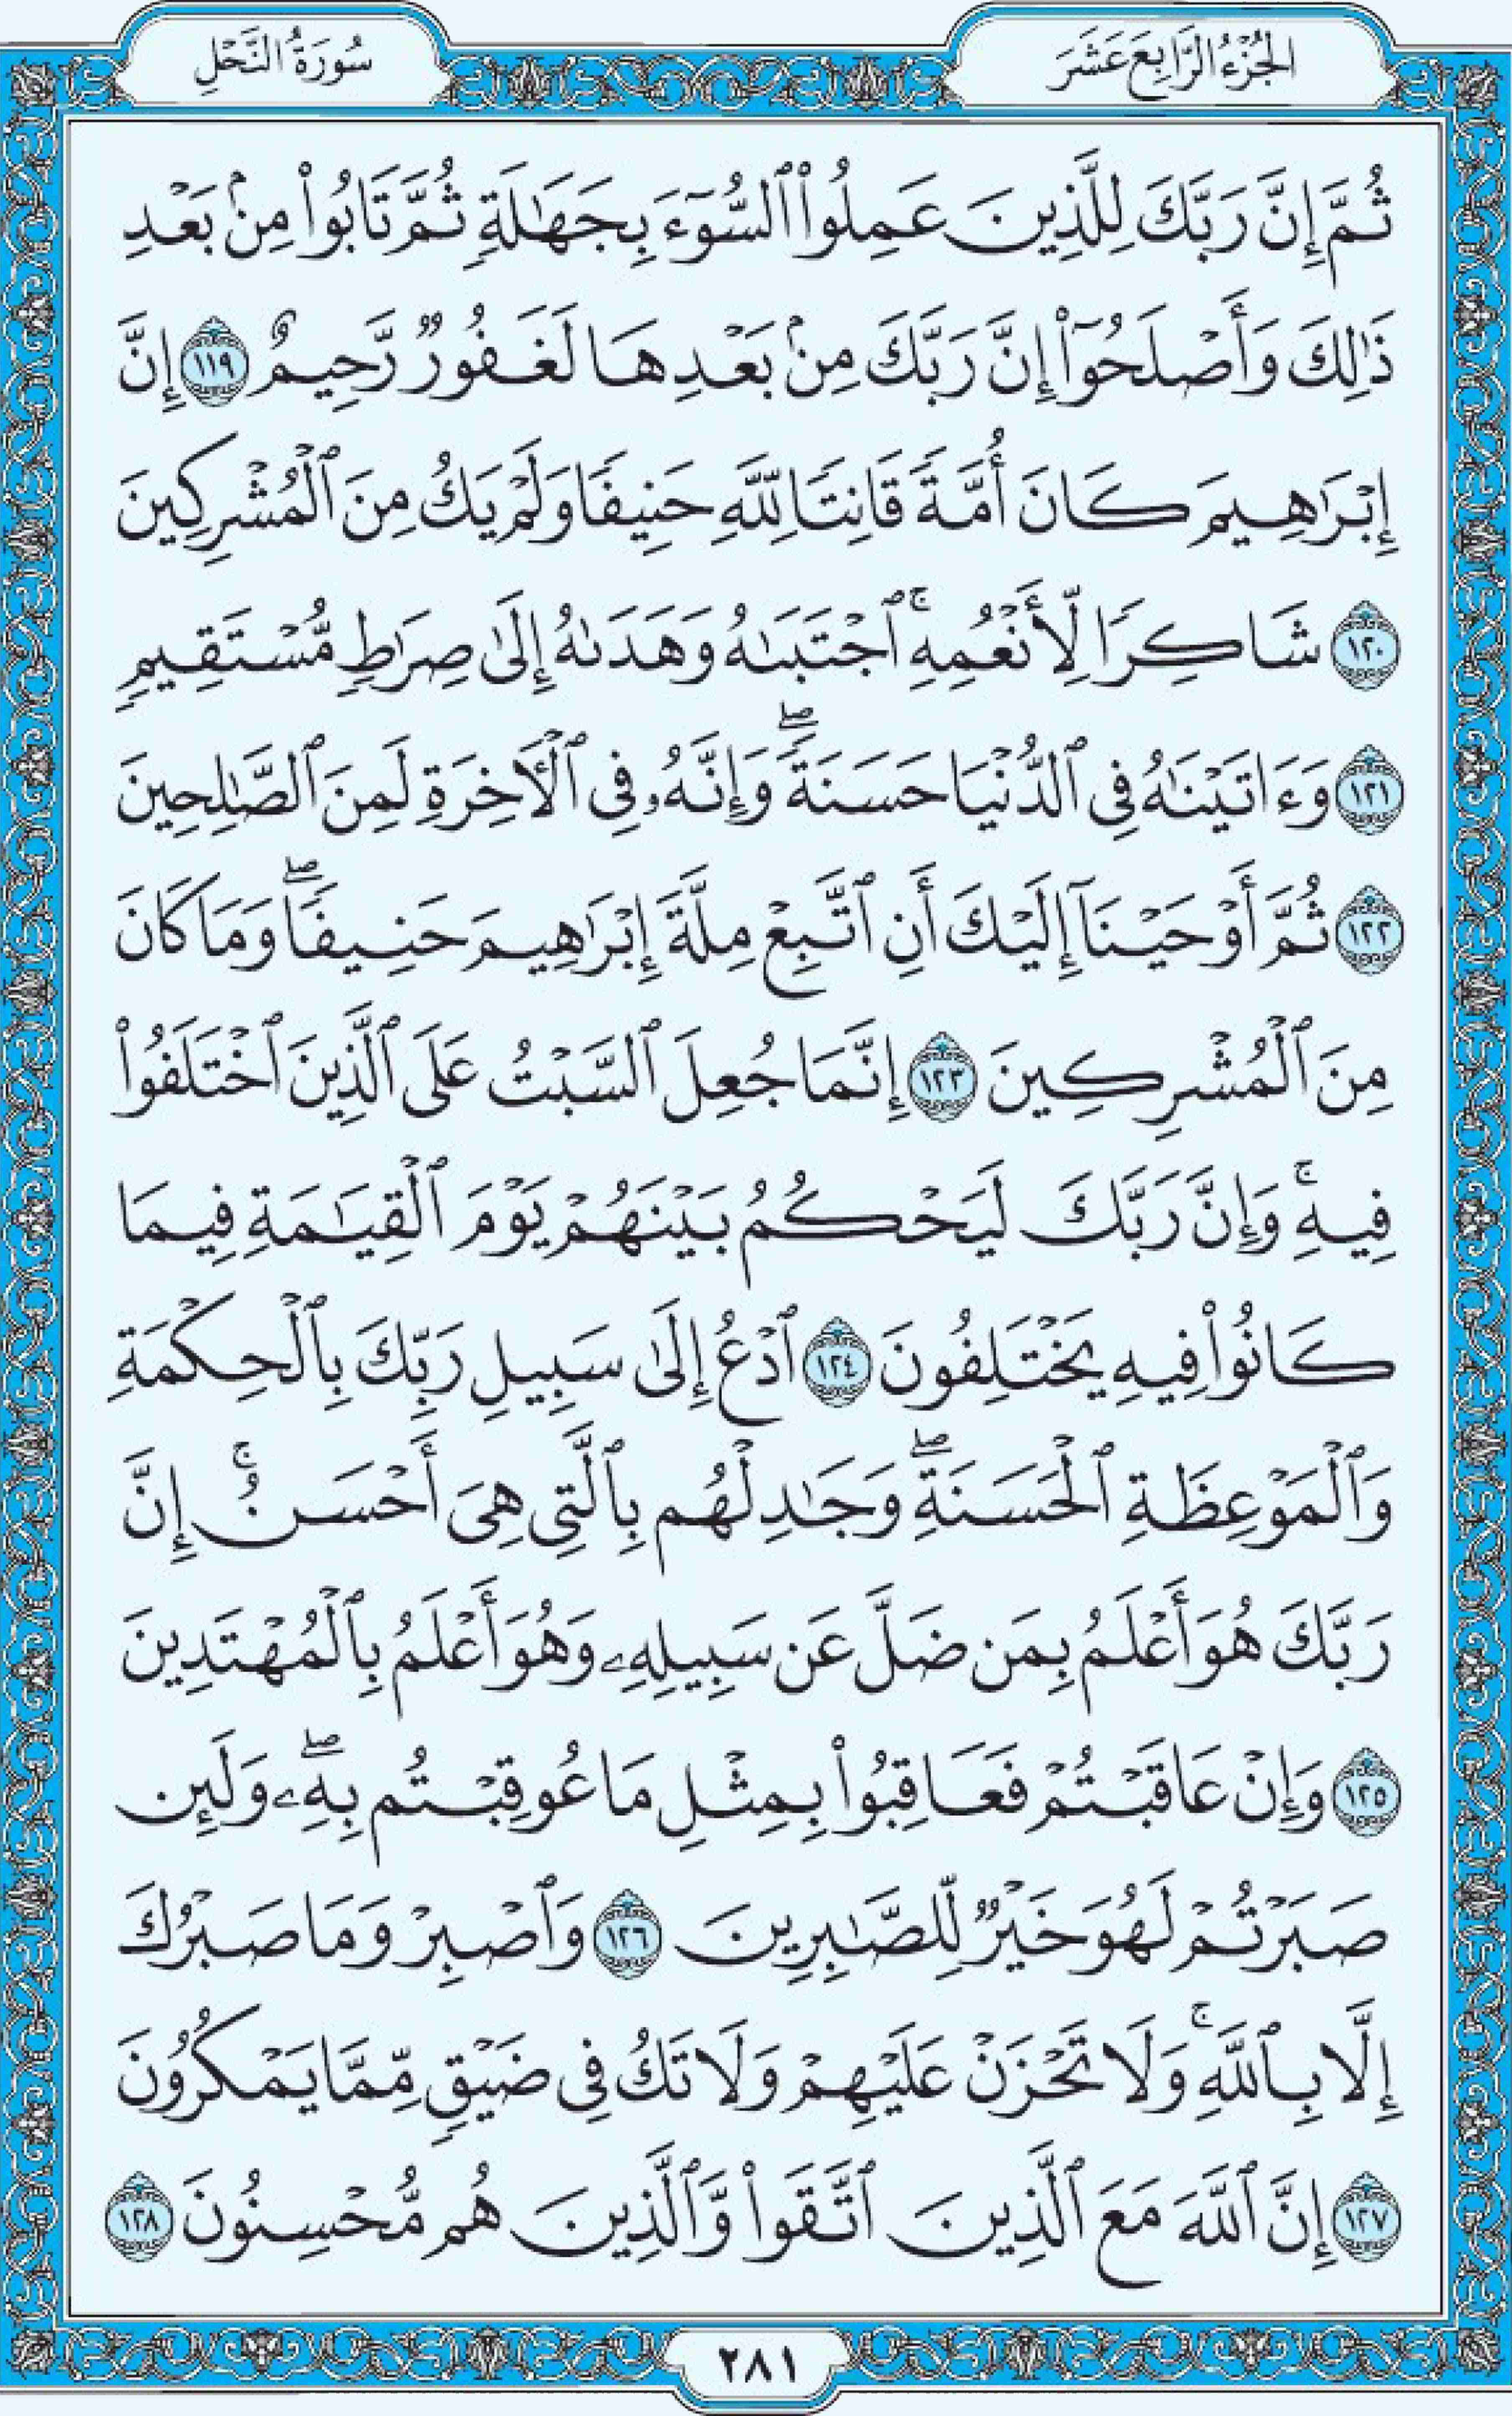 الجُزْءُ الرَّابِعَ عَشَرَ
سُورَةُ النَّحْلِ
ثُمَّ إِنَّ رَبَّكَ لِلَّذِينَ عَمِلُوا۟ ٱلسُّوٓءَ بِجَهَـٰلَةٍ ثُمَّ تَابُوا۟ مِنۢ بَعْدِ
ذَٰلِكَ وَأَصْلَحُوٓا۟ إِنَّ رَبَّكَ مِنۢ بَعْدِهَا لَغَفُورٌ رَّحِيمٌ ١١٩ إِنَّ
إِبْرَٰهِيمَ كَانَ أُمَّةً قَانِتًا لِّلَّهِ حَنِيفًا وَلَمْ يَكُ مِنَ ٱلْمُشْرِكِينَ
١٢٠ شَاكِرًا لِّأَنْعُمِهِ ۚ ٱجْتَبَىٰهُ وَهَدَىٰهُ إِلَىٰ صِرَٰطٍ مُّسْتَقِيمٍ
١٢١ وَءَاتَيْنَـٰهُ فِى ٱلدُّنْيَا حَسَنَةً ۖ وَإِنَّهُۥ فِى ٱلْـَٔاخِرَةِ لَمِنَ ٱلصَّـٰلِحِينَ
١٢٢ ثُمَّ أَوْحَيْنَآ إِلَيْكَ أَنِ ٱتَّبِعْ مِلَّةَ إِبْرَٰهِيمَ حَنِيفًا ۖ وَمَا كَانَ
مِنَ ٱلْمُشْرِكِينَ ١٢٣ إِنَّمَا جُعِلَ ٱلسَّبْتُ عَلَى ٱلَّذِينَ ٱخْتَلَفُوا۟
فِيهِ ۚ وَإِنَّ رَبَّكَ لَيَحْكُمُ بَيْنَهُمْ يَوْمَ ٱلْقِيَـٰمَةِ فِيمَا
كَانُوا۟ فِيهِ يَخْتَلِفُونَ ١٢٤ ٱدْعُ إِلَىٰ سَبِيلِ رَبِّكَ بِٱلْحِكْمَةِ
وَٱلْمَوْعِظَةِ ٱلْحَسَنَةِ ۖ وَجَـٰدِلْهُم بِٱلَّتِى هِىَ أَحْسَنُ ۚ إِنَّ
رَبَّكَ هُوَ أَعْلَمُ بِمَن ضَلَّ عَن سَبِيلِهِۦ وَهُوَ أَعْلَمُ بِٱلْمُهْتَدِينَ
١٢٥ وَإِنْ عَاقَبْتُمْ فَعَاقِبُوا۟ بِمِثْلِ مَا عُوقِبْتُم بِهِۦ ۖ وَلَئِن
صَبَرْتُمْ لَهُوَ خَيْرٌ لِّلصَّـٰبِرِينَ ١٢٦ وَٱصْبِرْ وَمَا صَبْرُكَ
إِلَّا بِٱللَّهِ ۚ وَلَا تَحْزَنْ عَلَيْهِمْ وَلَا تَكُ فِى ضَيْقٍ مِّمَّا يَمْكُرُونَ
١٢٧ إِنَّ ٱللَّهَ مَعَ ٱلَّذِينَ ٱتَّقَوا۟ وَّٱلَّذِينَ هُم مُّحْسِنُونَ ١٢٨
٢٨١